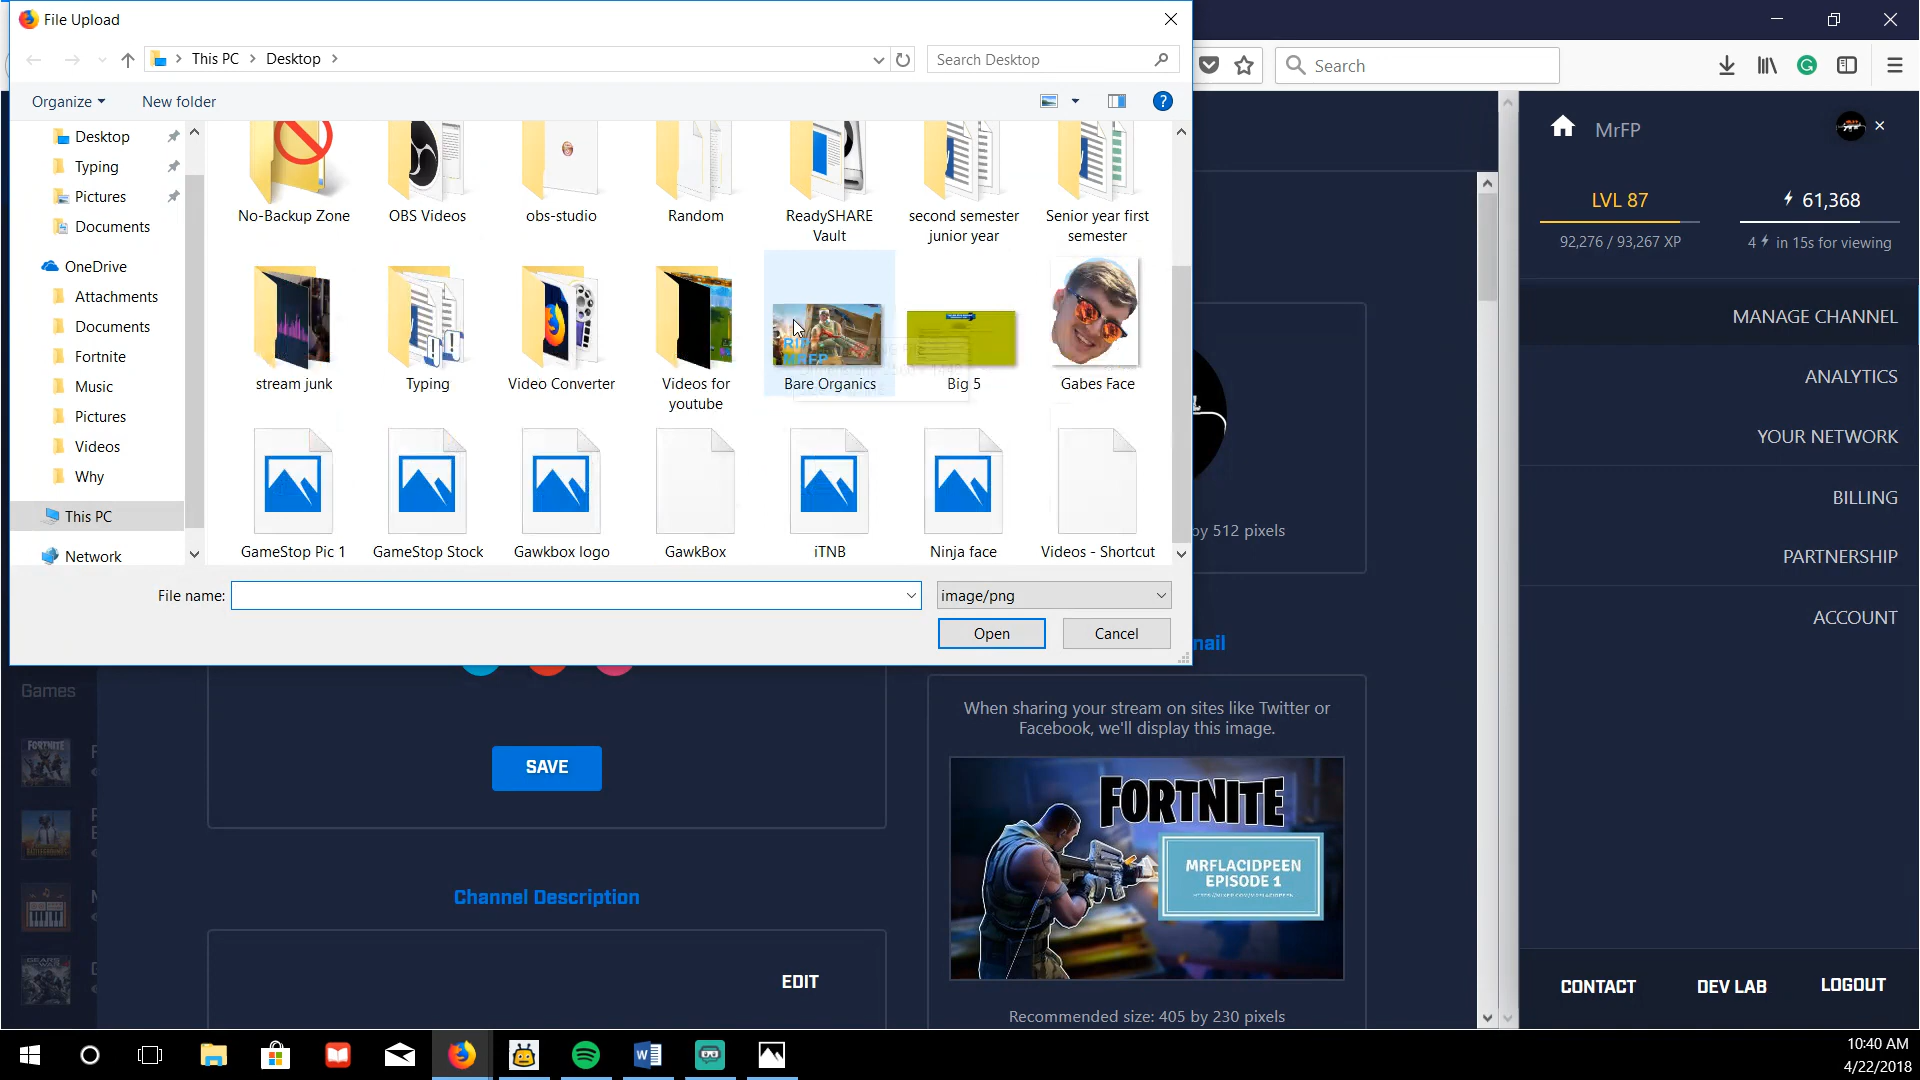 File Upload
This PC
Desktop
Search Desktop
Search
Organize
New folder
Desktop
Typing
Pictures
Documents
OneDrive
Attachments
Documents
Fortnite
Music
Pictures
Videos
Why
This PC
Network
No-Backup Zone
OBS Videos
obs-studio
Random
ReadySHARE
Vault
second semester
junior year
Senior year first
semester
stream junk
Typing
Video Converter
Videos for
youtube
RIP
MRFP
Bare Organics
Big 5
Gabes Face
GameStop Pic 1
GameStop Stock
Gawkbox logo
GawkBox
iTNB
Ninja face
Videos - Shortcut
File name:
image/png
Open
Cancel
MrFP
LVL 87
61,368
92,276 / 93,267 XP
4 in 15s for viewing
MANAGE CHANNEL
ANALYTICS
YOUR NETWORK
BILLING
PARTNERSHIP
ACCOUNT
CONTACT
DEV LAB
LOGOUT
by 512 pixels
nail
When sharing your stream on sites like Twitter or
Facebook, we'll display this image.
FORTNITE
MRFLACIDPEEN
EPISODE 1
Recommended size: 405 by 230 pixels
Games
FORTNITE
SAVE
Channel Description
EDIT
10:40 AM
4/22/2018